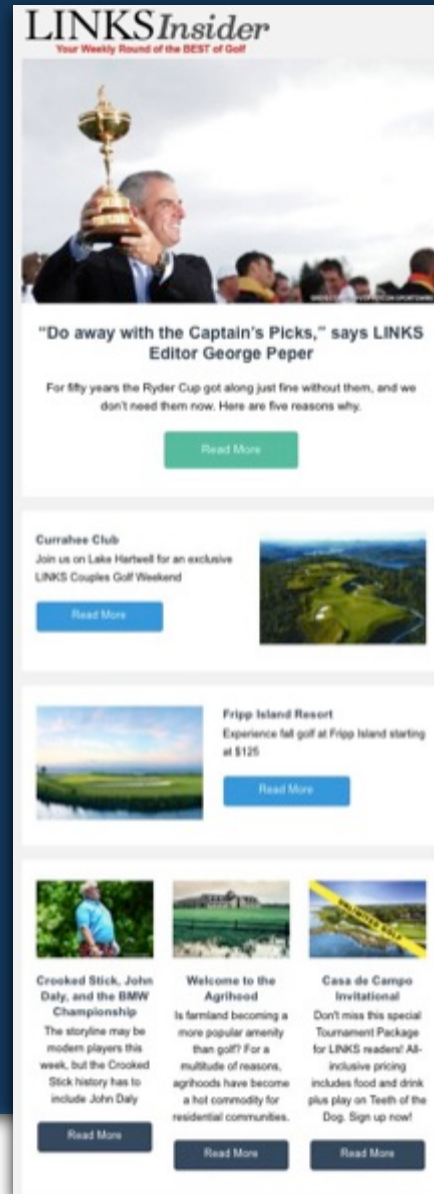 LINKS Insider
Your Weekly Round of the BEST of Golf
“Do away with the Captain’s Picks,” says LINKS
Editor George Peper
For fifty years the Ryder Cup got along just fine without them, and we
don’t need them now. Here are five reasons why.
Read More
Currahee Club
Join us on Lake Hartwell for an exclusive
LINKS Couples Golf Weekend
Read More
Fripp Island Resort
Experience fall golf at Fripp Island starting
at $125
Read More
Crooked Stick, John
Daly, and the BMW
Championship
The storyline may be
modern players this
week, but the Crooked
Stick history has to
include John Daly
Read More
Welcome to the
Agrihood
Is farmland becoming a
more popular amenity
than golf? For a
multitude of reasons,
agrihoods have become
a hot commodity for
residential communities.
Read More
UNLIMITED GOLF
Casa de Campo
Invitational
Don't miss this special
Tournament Package
for LINKS readers! All-
inclusive pricing
includes food and drink
plus play on Teeth of the
Dog. Sign up now!
Read More